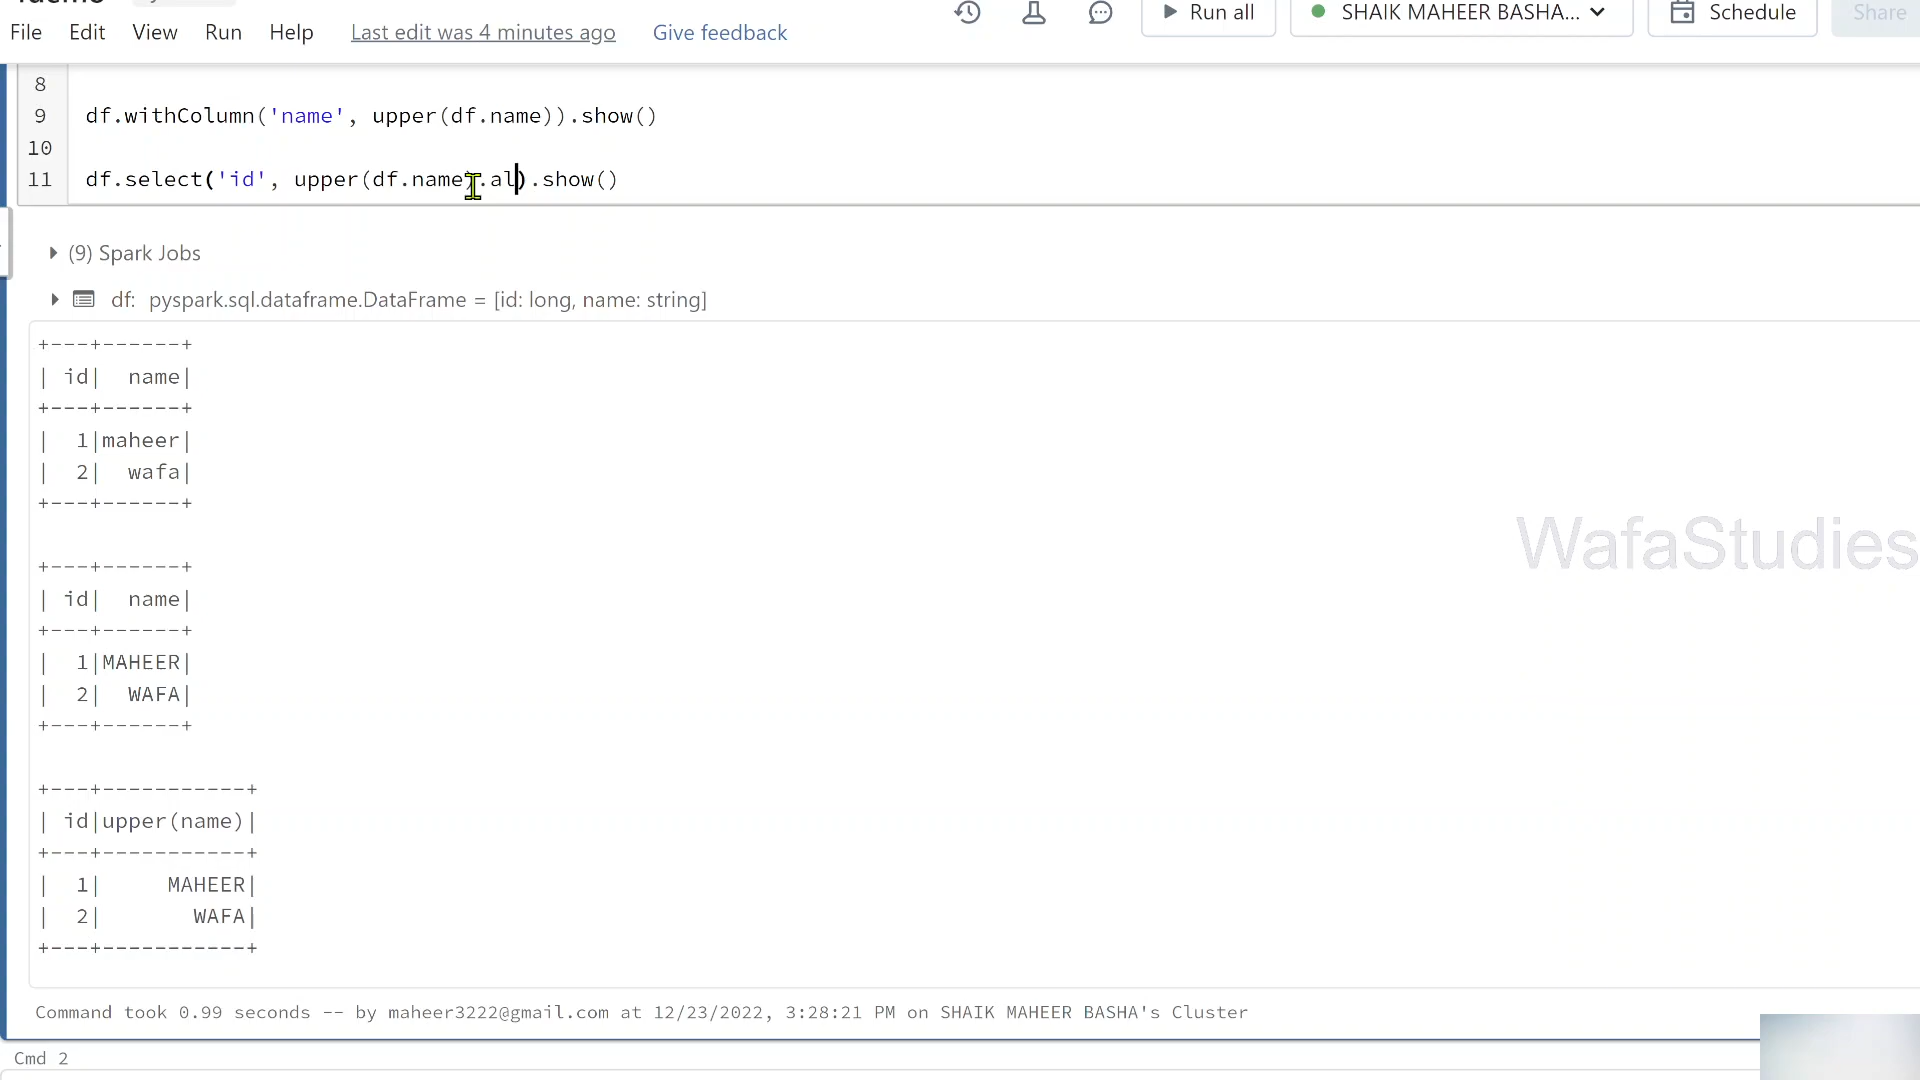 File Edit View Run Help Last edit was 4 minutes ago Give feedback Run all SHAIK MAHEER BASHA... Schedule Share
8
9 df.withColumn('name', upper(df.name)).show()
10
11 df.select('id', upper(df.name).al).show()
(9) Spark Jobs
df: pyspark.sql.dataframe.DataFrame = [id: long, name: string]
+---+------+
| id|  name|
+---+------+
|  1|maheer|
|  2|  wafa|
+---+------+
+---+------+
| id|  name|
+---+------+
|  1|MAHEER|
|  2|  WAFA|
+---+------+
+---+-----------+
| id|upper(name)|
+---+-----------+
|  1|     MAHEER|
|  2|       WAFA|
+---+-----------+
WafaStudies
Command took 0.99 seconds -- by maheer3222@gmail.com at 12/23/2022, 3:28:21 PM on SHAIK MAHEER BASHA's Cluster
Cmd 2